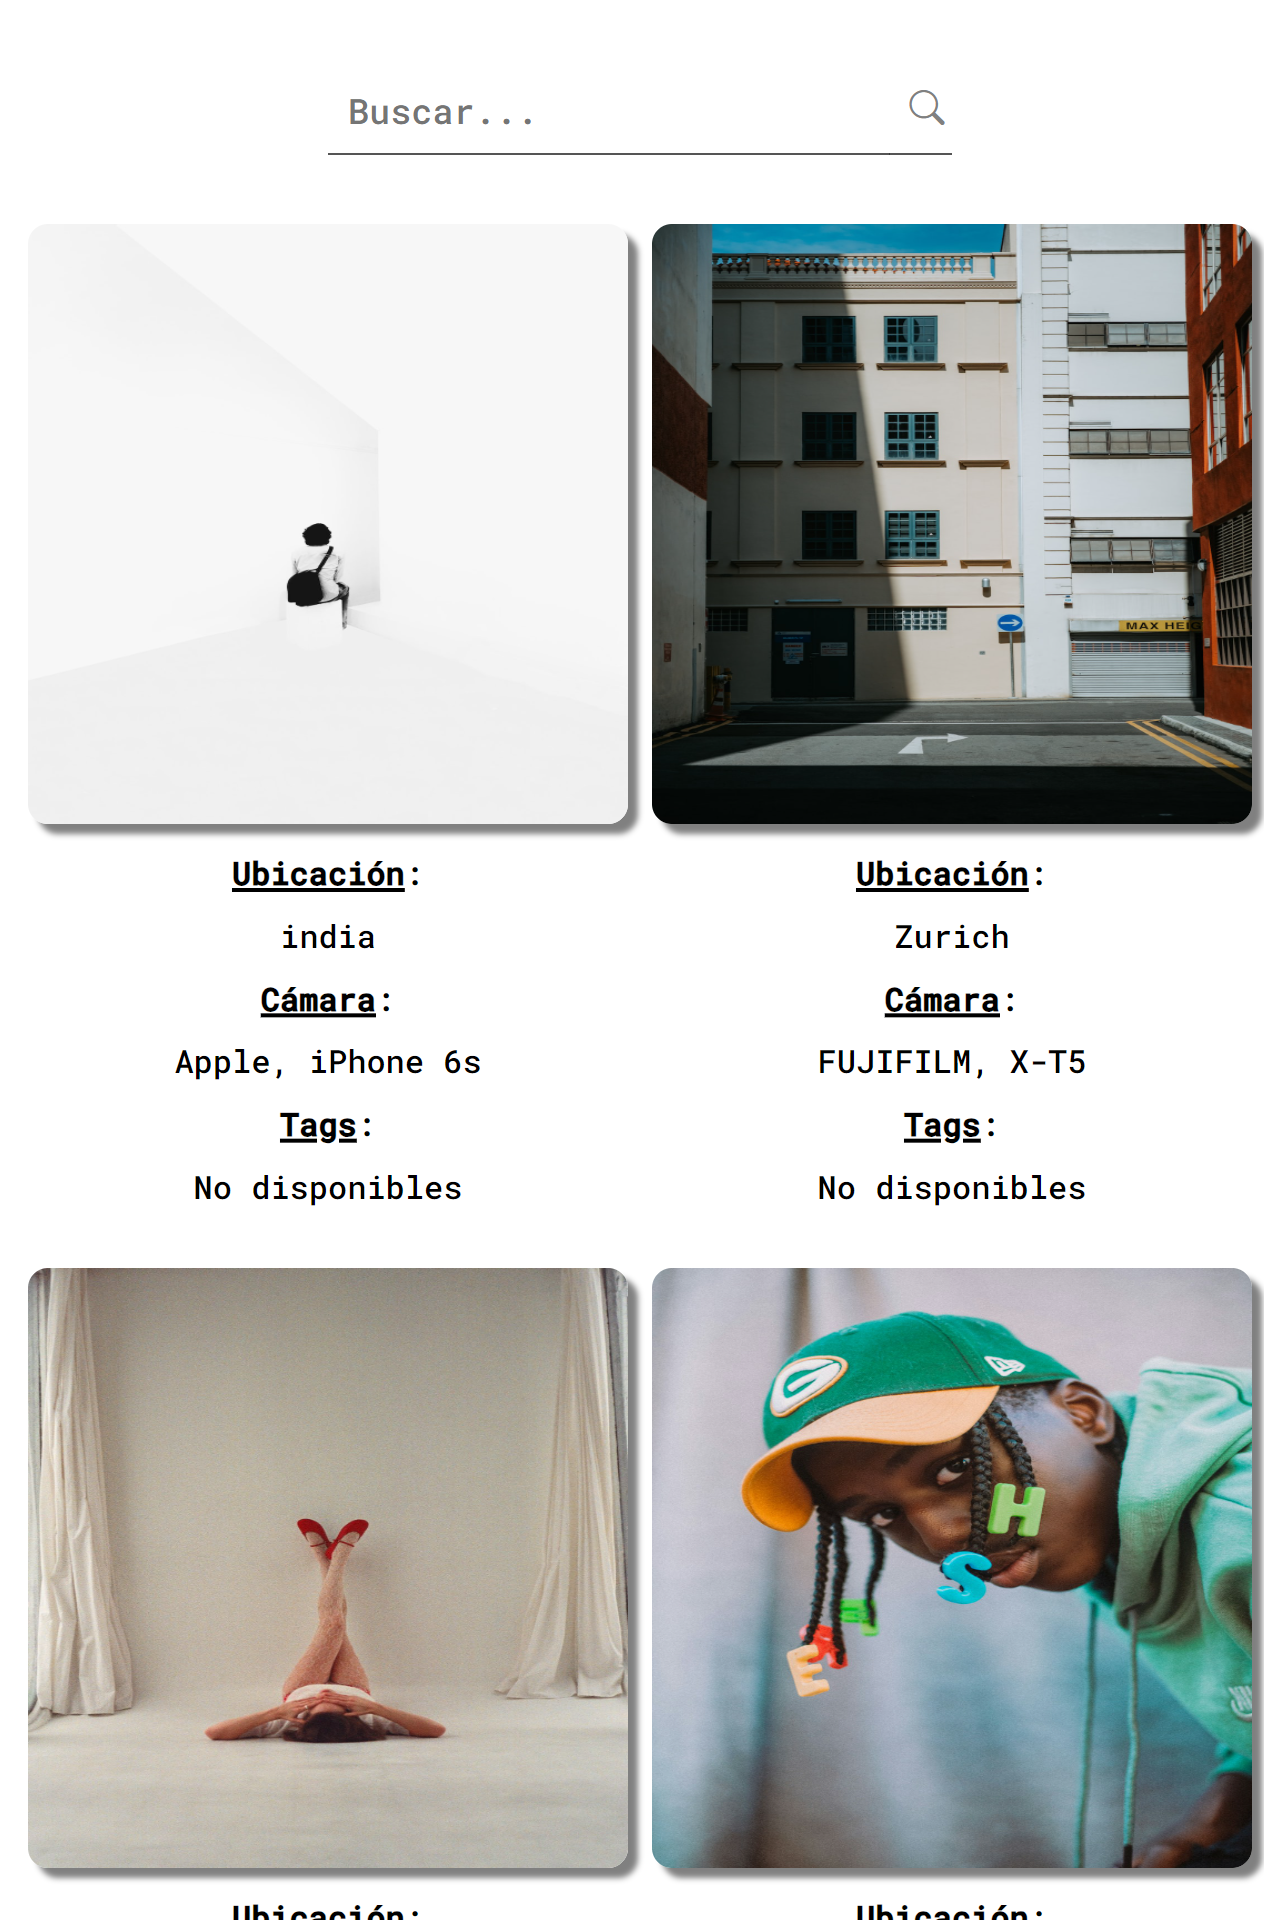 Buscar...
MAX HEIG
Ubicación:
india
Cámara:
Apple, iPhone 6s
Tags:
No disponibles
Ubicación:
Zurich
Cámara:
FUJIFILM, X-T5
Tags:
No disponibles
G
H
S
E
Ubicación:
Ubicación: